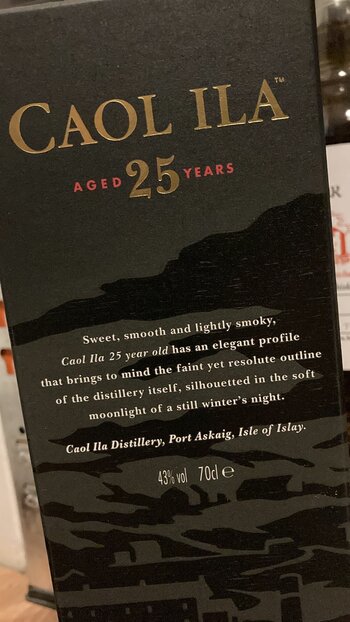 CAOL ILA™
AGED 25 YEARS
Sweet, smooth and lightly smoky,
Caol Ila 25 year old has an elegant profile
that brings to mind the faint yet resolute outline
of the distillery itself, silhouetted in the soft
moonlight of a still winter's night.
Caol Ila Distillery, Port Askaig, Isle of Islay.
43% vol 70cl ℮